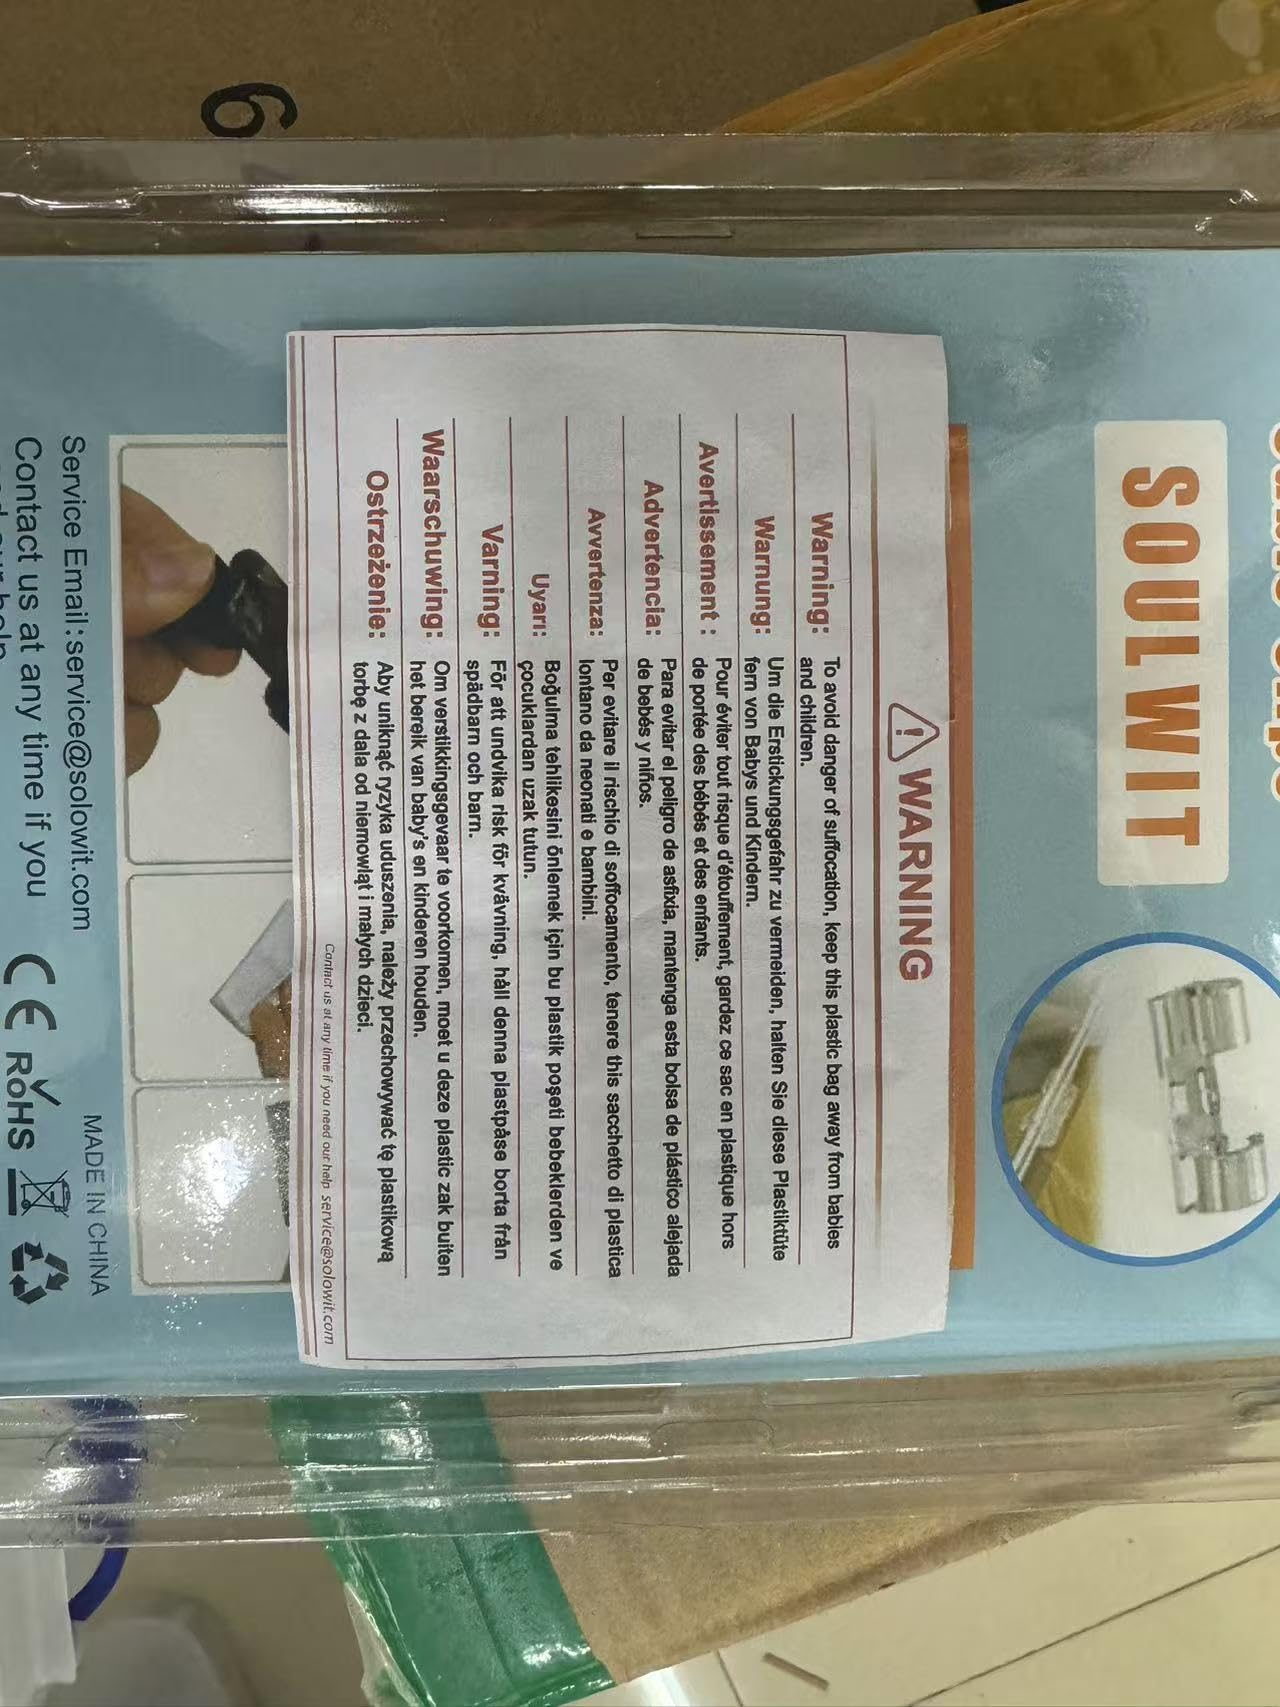 6
SOULWIT
WARNING
Warning: To avoid danger of suffocation, keep this plastic bag away from babies
and children.
Warnung: Um die Erstickungsgefahr zu vermeiden, halten Sie diese Plastiktüte
fern von Babys und Kindern.
Avertissement : Pour éviter tout risque d'étouffement, gardez ce sac en plastique hors
de portée des bébés et des enfants.
Advertencia: Para evitar el peligro de asfixia, mantenga esta bolsa de plástico alejada
de bebés y niños.
Avvertenza: Per evitare il rischio di soffocamento, tenere this sacchetto di plastica
lontano da neonati e bambini.
Uyarı: Boğulma tehlikesini önlemek için bu plastik poşeti bebeklerden ve
çocuklardan uzak tutun.
Varning: För att undvika risk för kvävning, håll denna plastpåse borta från
spädbarn och barn.
Waarschuwing: Om verstikkingsgevaar te voorkomen, moet u deze plastic zak buiten
het bereik van baby's en kinderen houden.
Ostrzeżenie: Aby uniknąć ryzyka uduszenia, należy przechowywać tę plastikową
torbę z dala od niemowląt i małych dzieci.
Contact us at any time if you need our help service@solowit.com
MADE IN CHINA
Service Email:service@solowit.com
Contact us at any time if you
CE RoHS